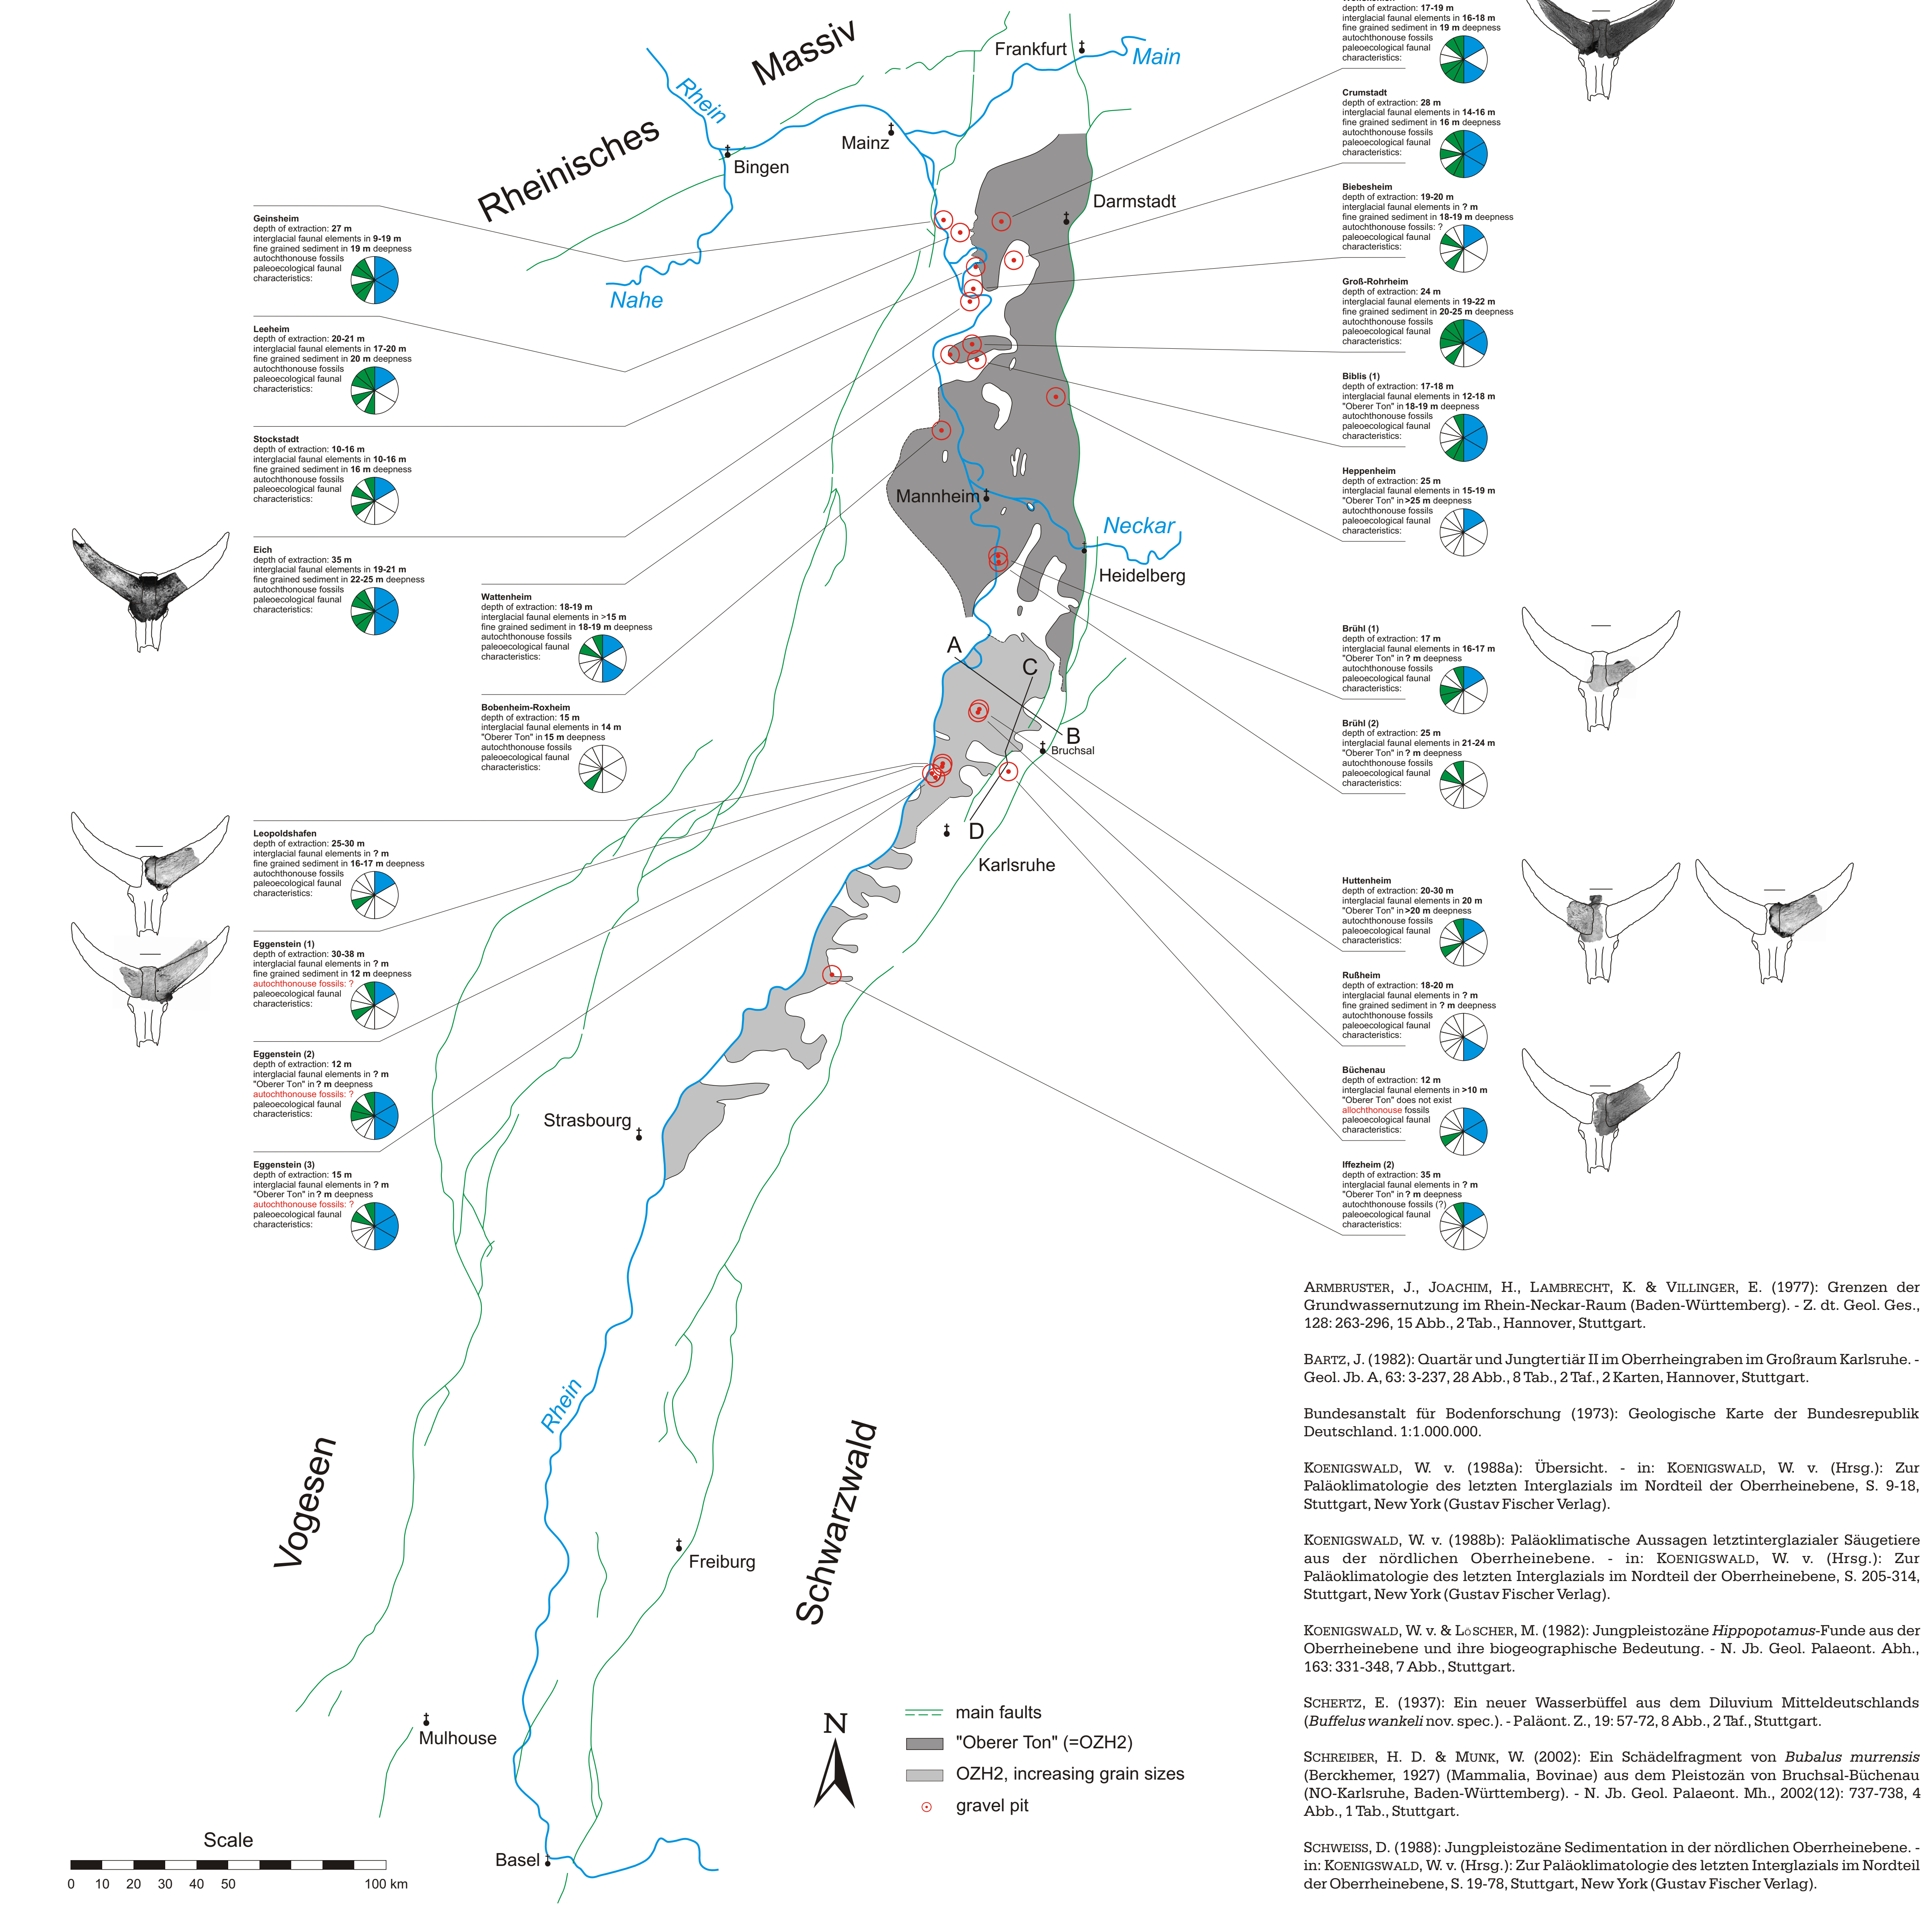 Rheinisches
Massiv
Rhein
Bingen
Nahe
Mainz
Frankfurt
Main
Darmstadt
Mannheim
Neckar
Heidelberg
A
C
B
Bruchsal
D
Karlsruhe
Strasbourg
Rhein
Vogesen
Schwarzwald
Freiburg
Mulhouse
Basel
Geinsheim
depth of extraction: 27 m
interglacial faunal elements in 9-19 m
fine grained sediment in 19 m deepness
autochthonouse fossils
paleoecological faunal
characteristics:
Leeheim
depth of extraction: 20-21 m
interglacial faunal elements in 17-20 m
fine grained sediment in 20 m deepness
autochthonouse fossils
paleoecological faunal
characteristics:
Stockstadt
depth of extraction: 10-16 m
interglacial faunal elements in 10-16 m
fine grained sediment in 16 m deepness
autochthonouse fossils
paleoecological faunal
characteristics:
Eich
depth of extraction: 35 m
interglacial faunal elements in 19-21 m
fine grained sediment in 22-25 m deepness
autochthonouse fossils
paleoecological faunal
characteristics:
Wattenheim
depth of extraction: 18-19 m
interglacial faunal elements in >15 m
fine grained sediment in 18-19 m deepness
autochthonouse fossils
paleoecological faunal
characteristics:
Bobenheim-Roxheim
depth of extraction: 15 m
interglacial faunal elements in 14 m
"Oberer Ton" in 15 m deepness
autochthonouse fossils
paleoecological faunal
characteristics:
Leopoldshafen
depth of extraction: 25-30 m
interglacial faunal elements in ? m
fine grained sediment in 16-17 m deepness
autochthonouse fossils
paleoecological faunal
characteristics:
Eggenstein (1)
depth of extraction: 30-38 m
interglacial faunal elements in ? m
fine grained sediment in 12 m deepness
autochthonouse fossils: ?
paleoecological faunal
characteristics:
Eggenstein (2)
depth of extraction: 12 m
interglacial faunal elements in ? m
"Oberer Ton" in ? m deepness
autochthonouse fossils: ?
paleoecological faunal
characteristics:
Eggenstein (3)
depth of extraction: 15 m
interglacial faunal elements in ? m
"Oberer Ton" in ? m deepness
autochthonouse fossils: ?
paleoecological faunal
characteristics:
depth of extraction: 17-19 m
interglacial faunal elements in 16-18 m
fine grained sediment in 19 m deepness
autochthonouse fossils
paleoecological faunal
characteristics:
Crumstadt
depth of extraction: 28 m
interglacial faunal elements in 14-16 m
fine grained sediment in 16 m deepness
autochthonouse fossils
paleoecological faunal
characteristics:
Biebesheim
depth of extraction: 19-20 m
interglacial faunal elements in ? m
fine grained sediment in 18-19 m deepness
autochthonouse fossils: ?
paleoecological faunal
characteristics:
Groß-Rohrheim
depth of extraction: 24 m
interglacial faunal elements in 19-22 m
fine grained sediment in 20-25 m deepness
autochthonouse fossils
paleoecological faunal
characteristics:
Biblis (1)
depth of extraction: 17-18 m
interglacial faunal elements in 12-18 m
"Oberer Ton" in 18-19 m deepness
autochthonouse fossils
paleoecological faunal
characteristics:
Heppenheim
depth of extraction: 25 m
interglacial faunal elements in 15-19 m
"Oberer Ton" in >25 m deepness
autochthonouse fossils
paleoecological faunal
characteristics:
Brühl (1)
depth of extraction: 17 m
interglacial faunal elements in 16-17 m
"Oberer Ton" in ? m deepness
autochthonouse fossils
paleoecological faunal
characteristics:
Brühl (2)
depth of extraction: 25 m
interglacial faunal elements in 21-24 m
"Oberer Ton" in ? m deepness
autochthonouse fossils
paleoecological faunal
characteristics:
Huttenheim
depth of extraction: 20-30 m
interglacial faunal elements in 20 m
"Oberer Ton" in >20 m deepness
autochthonouse fossils
paleoecological faunal
characteristics:
Rußheim
depth of extraction: 18-20 m
interglacial faunal elements in ? m
fine grained sediment in ? m deepness
autochthonouse fossils
paleoecological faunal
characteristics:
Büchenau
depth of extraction: 12 m
interglacial faunal elements in >10 m
"Oberer Ton" does not exist
allochthonouse fossils
paleoecological faunal
characteristics:
Iffezheim (2)
depth of extraction: 35 m
interglacial faunal elements in ? m
"Oberer Ton" in ? m deepness
autochthonouse fossils (?)
paleoecological faunal
characteristics:
ARMBRUSTER, J., JOACHIM, H., LAMBRECHT, K. & VILLINGER, E. (1977): Grenzen der
Grundwassernutzung im Rhein-Neckar-Raum (Baden-Württemberg). - Z. dt. Geol. Ges.,
128: 263-296, 15 Abb., 2 Tab., Hannover, Stuttgart.
BARTZ, J. (1982): Quartär und Jungtertiär II im Oberrheingraben im Großraum Karlsruhe. -
Geol. Jb. A, 63: 3-237, 28 Abb., 8 Tab., 2 Taf., 2 Karten, Hannover, Stuttgart.
Bundesanstalt für Bodenforschung (1973): Geologische Karte der Bundesrepublik
Deutschland. 1:1.000.000.
KOENIGSWALD, W. v. (1988a): Übersicht. - in: KOENIGSWALD, W. v. (Hrsg.): Zur
Paläoklimatologie des letzten Interglazials im Nordteil der Oberrheinebene, S. 9-18,
Stuttgart, New York (Gustav Fischer Verlag).
KOENIGSWALD, W. v. (1988b): Paläoklimatische Aussagen letztinterglazialer Säugetiere
aus der nördlichen Oberrheinebene. - in: KOENIGSWALD, W. v. (Hrsg.): Zur
Paläoklimatologie des letzten Interglazials im Nordteil der Oberrheinebene, S. 205-314,
Stuttgart, New York (Gustav Fischer Verlag).
KOENIGSWALD, W. v. & LÖSCHER, M. (1982): Jungpleistozäne Hippopotamus-Funde aus der
Oberrheinebene und ihre biogeographische Bedeutung. - N. Jb. Geol. Palaeont. Abh.,
163: 331-348, 7 Abb., Stuttgart.
SCHERTZ, E. (1937): Ein neuer Wasserbüffel aus dem Diluvium Mitteldeutschlands
(Buffelus wankeli nov. spec.). - Paläont. Z., 19: 57-72, 8 Abb., 2 Taf., Stuttgart.
SCHREIBER, H. D. & MUNK, W. (2002): Ein Schädelfragment von Bubalus murrensis
(Berckhemer, 1927) (Mammalia, Bovinae) aus dem Pleistozän von Bruchsal-Büchenau
(NO-Karlsruhe, Baden-Württemberg). - N. Jb. Geol. Palaeont. Mh., 2002(12): 737-738, 4
Abb., 1 Tab., Stuttgart.
SCHWEISS, D. (1988): Jungpleistozäne Sedimentation in der nördlichen Oberrheinebene. -
in: KOENIGSWALD, W. v. (Hrsg.): Zur Paläoklimatologie des letzten Interglazials im Nordteil
der Oberrheinebene, S. 19-78, Stuttgart, New York (Gustav Fischer Verlag).
N
main faults
"Oberer Ton" (=OZH2)
OZH2, increasing grain sizes
gravel pit
Scale
0 10 20 30 40 50 100 km